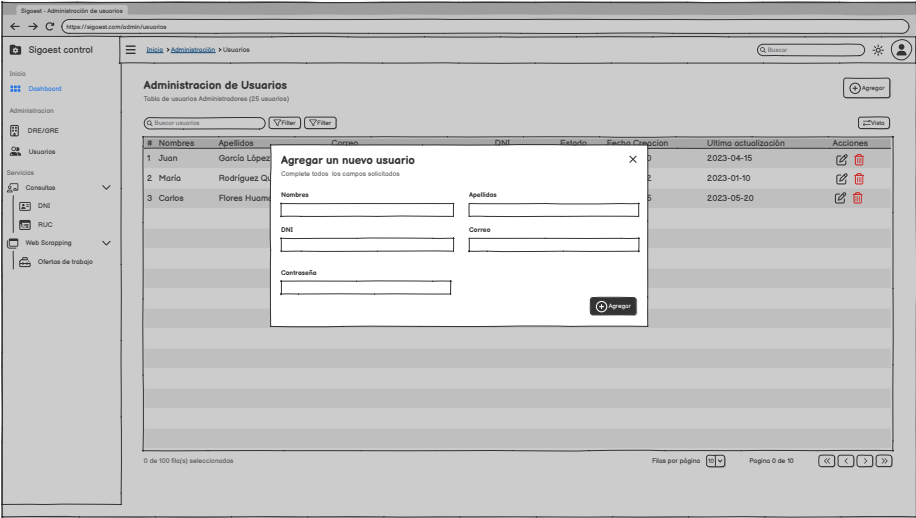 Sigaest - Administración de usuarios
https://sigaest.com/admin/usuarios
Sigaest control
Inicio > Administración > Usuarios
Buscar
Inicio
Dashboard
Administracion
DRE/GRE
Usuarios
Servicios
Consultas
DNI
RUC
Web Scrapping
Ofertas de trabajo
Administracion de Usuarios
Tabla de usuarios Administradores (25 usuarios)
Agregar
Buscar usuarios
Filter
Filter
Vista
# Nombres Apellidos Correo DNI Estado Fecha Creacion Ultima actualización Acciones
1 Juan García López 2023-04-15
2 María Rodríguez 2023-01-10
3 Carlos Flores 2023-05-20
Agregar un nuevo usuario
Complete todos los campos solicitados
Nombres
Apellidos
DNI
Correo
Contraseña
Agregar
0 de 100 fila(s) seleccionadas
Filas por página 10
Pagina 0 de 10